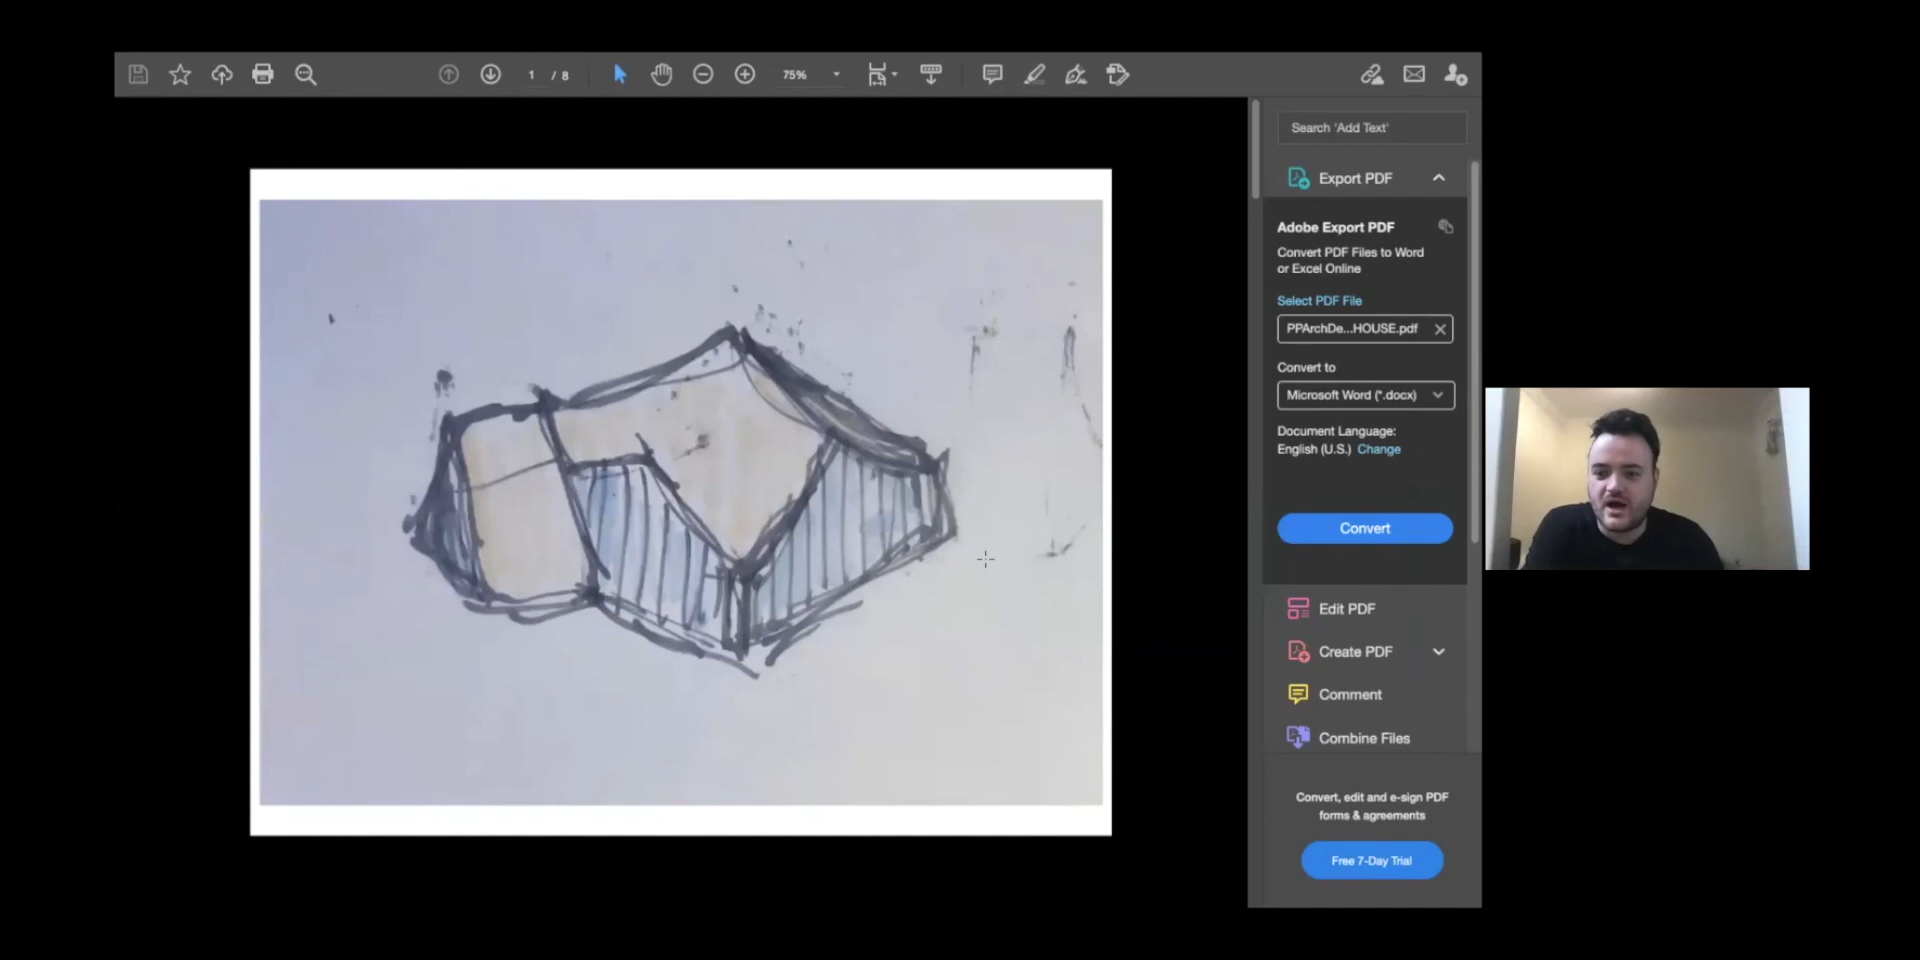 1 / 8
75%
Search 'Add Text'
Export PDF
Adobe Export PDF
Convert PDF Files to Word
or Excel Online
Select PDF File
PPArchDe...HOUSE.pdf
Convert to
Microsoft Word (*.docx)
Document Language:
English (U.S.) Change
Convert
Edit PDF
Create PDF
Comment
Combine Files
Convert, edit and e-sign PDF
forms & agreements
Free 7-Day Trial